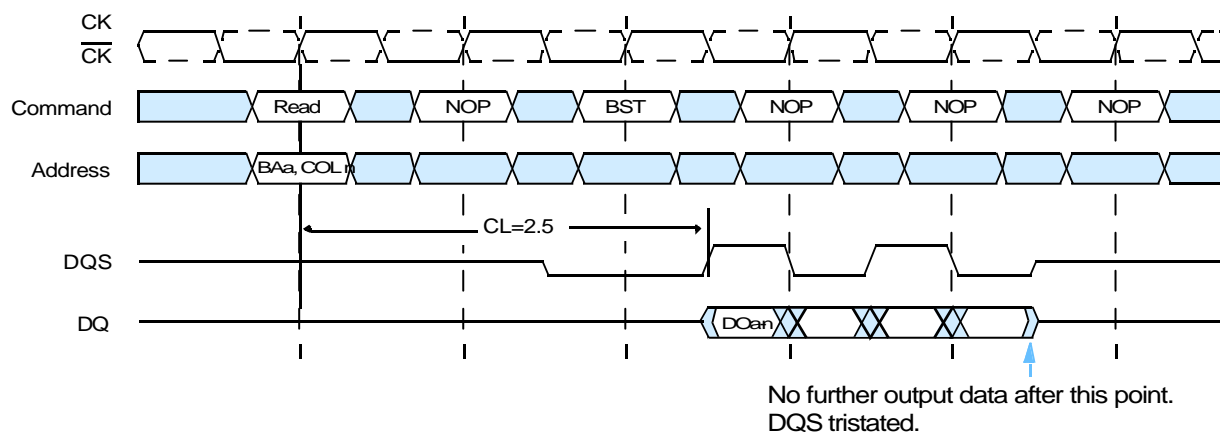 CK
CK
Command Read NOP BST NOP NOP NOP
Address BAa, COL n
CL=2.5
DQS
DQ DOa-n
No further output data after this point.
DQS tristated.